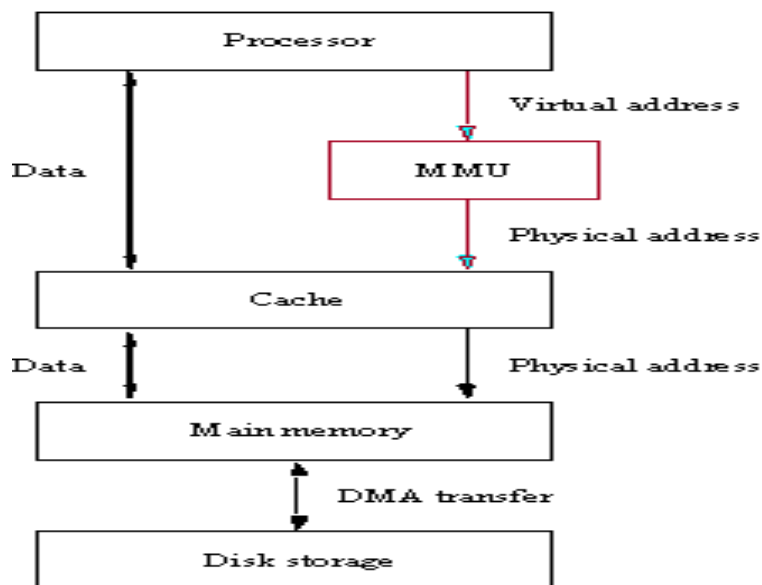 Processor
Virtual address
Data
MMU
Physical address
Cache
Data
Physical address
Main memory
DMA transfer
Disk storage